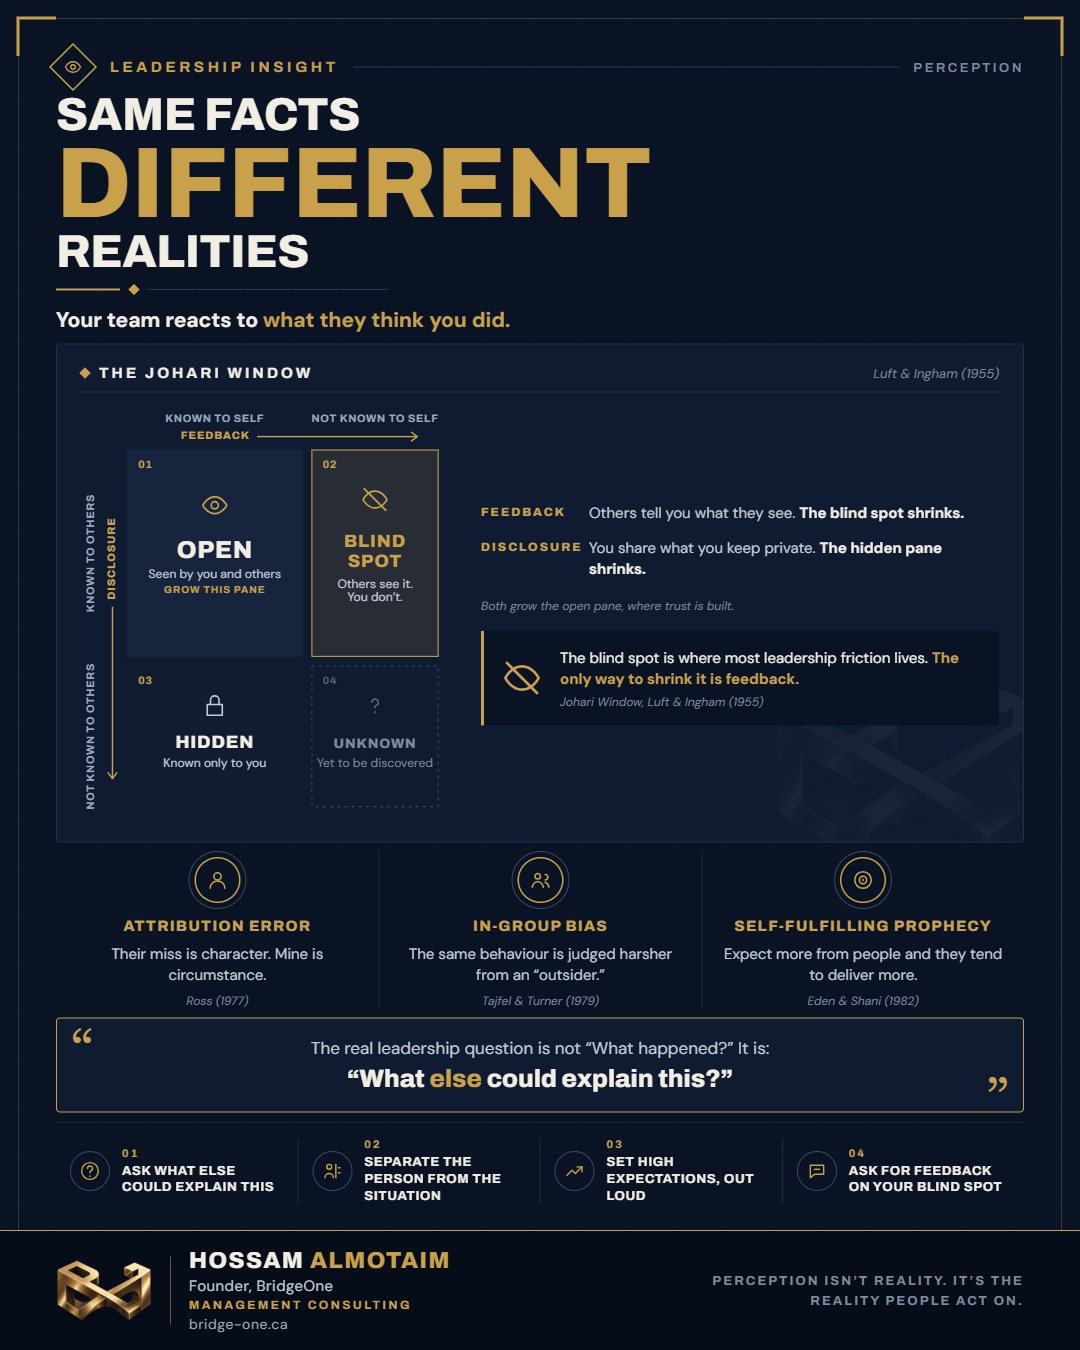 LEADERSHIP INSIGHT
PERCEPTION
SAME FACTS
DIFFERENT
REALITIES
Your team reacts to what they think you did.
THE JOHARI WINDOW
Luft & Ingham (1955)
KNOWN TO SELF
NOT KNOWN TO SELF
FEEDBACK
KNOWN TO OTHERS
DISCLOSURE
NOT KNOWN TO OTHERS
01
OPEN
Seen by you and others
GROW THIS PANE
02
BLIND
SPOT
Others see it.
You don't.
03
HIDDEN
Known only to you
04
?
UNKNOWN
Yet to be discovered
FEEDBACK Others tell you what they see. The blind spot shrinks.
DISCLOSURE You share what you keep private. The hidden pane
shrinks.
Both grow the open pane, where trust is built.
The blind spot is where most leadership friction lives. The
only way to shrink it is feedback.
Johari Window, Luft & Ingham (1955)
ATTRIBUTION ERROR
Their miss is character. Mine is
circumstance.
Ross (1977)
IN-GROUP BIAS
The same behaviour is judged harsher
from an “outsider.”
Tajfel & Turner (1979)
SELF-FULFILLING PROPHECY
Expect more from people and they tend
to deliver more.
Eden & Shani (1982)
“
The real leadership question is not “What happened?” It is:
“What else could explain this?”
”
01
ASK WHAT ELSE
COULD EXPLAIN THIS
02
SEPARATE THE
PERSON FROM THE
SITUATION
03
SET HIGH
EXPECTATIONS, OUT
LOUD
04
ASK FOR FEEDBACK
ON YOUR BLIND SPOT
HOSSAM ALMOTAIM
Founder, BridgeOne
MANAGEMENT CONSULTING
bridge-one.ca
PERCEPTION ISN'T REALITY. IT'S THE
REALITY PEOPLE ACT ON.